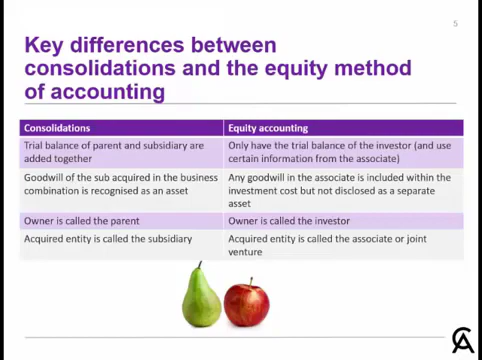 5
Key differences between
consolidations and the equity method
of accounting
Consolidations
Equity accounting
Trial balance of parent and subsidiary are
added together
Only have the trial balance of the investor (and use
certain information from the associate)
Goodwill of the sub acquired in the business
combination is recognised as an asset
Any goodwill in the associate is included within the
investment cost but not disclosed as a separate
asset
Owner is called the parent
Owner is called the investor
Acquired entity is called the subsidiary
Acquired entity is called the associate or joint
venture
CA